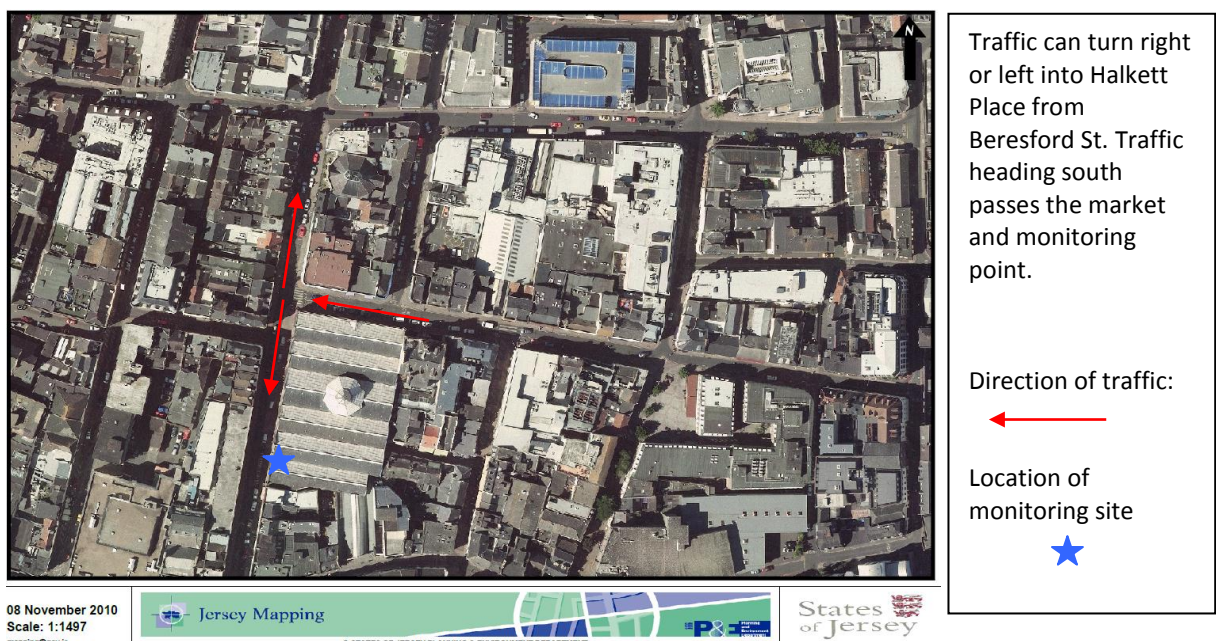 N
Traffic can turn right
or left into Halkett
Place from
Beresford St. Traffic
heading south
passes the market
and monitoring
point.
Direction of traffic:
Location of
monitoring site
08 November 2010
Scale: 1:1497
Jersey Mapping
P&E
States
of Jersey